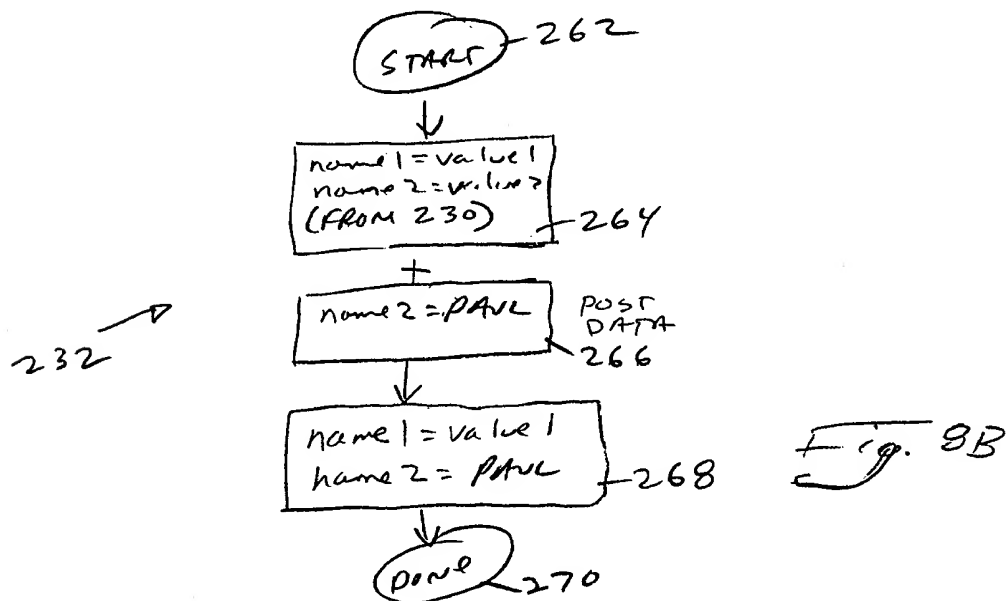 START 262
name1=value1
name2=value2
(FROM 230)
264
+
name2=PAUL
POST
DATA
266
232
name1=value1
name2=PAUL
268
Fig. 8B
DONE
270